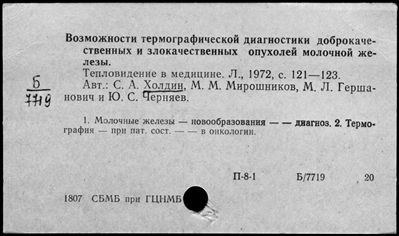 Возможности термографической диагностики доброкаче-
ственных и злокачественных опухолей молочной же-
лезы.
Тепловидение в медицине. Л., 1972, с. 121—123.
Б
7719
Авт.: С. А. Холдин, М. М. Мирошников, М. Л. Герша-
нович и Ю. С. Черняев.
1. Молочные железы — новообразования — — диагноз. 2. Термо-
графия — при пат. сост. — — в онкологии.
П-8-1 Б/7719 20
1807 СБМБ при ГЦНМБ